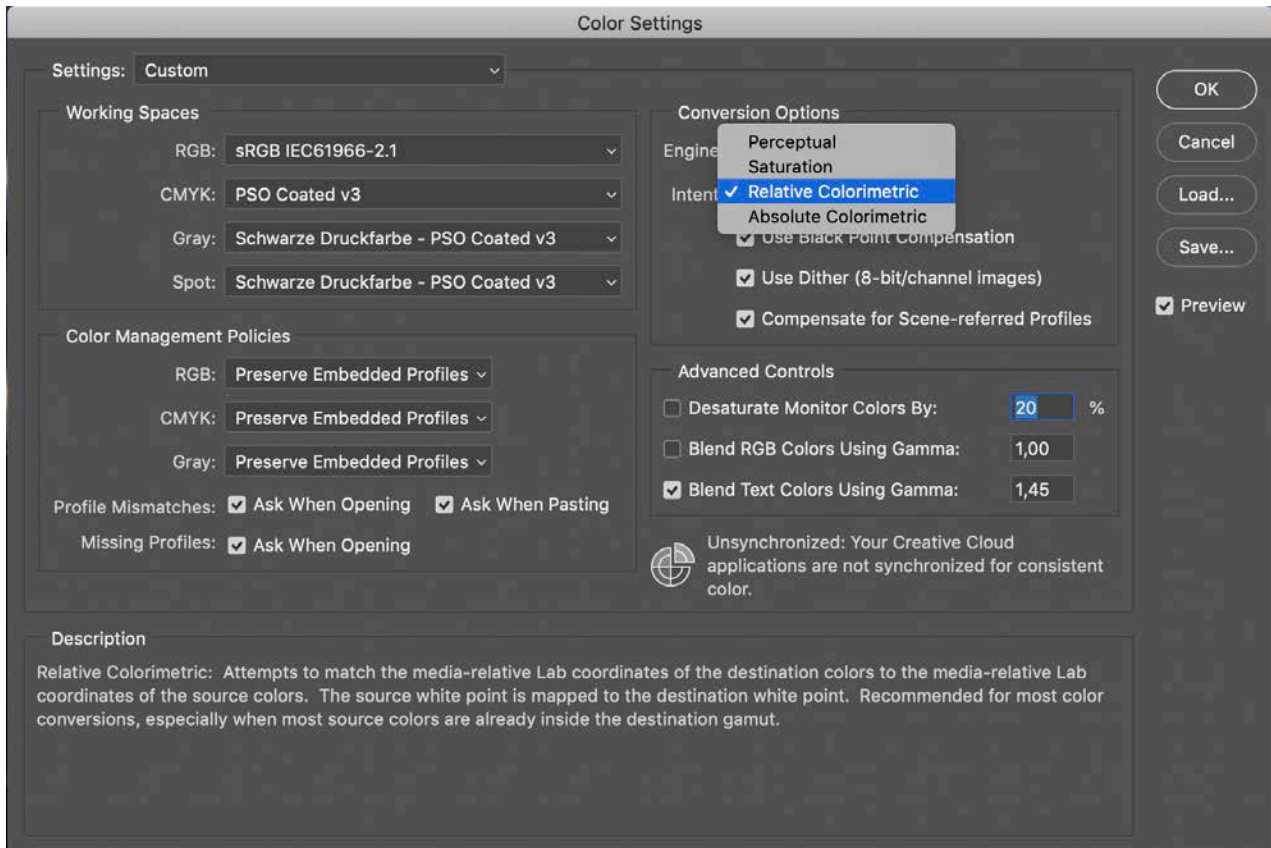 Color Settings
Settings: Custom
Working Spaces
RGB: sRGB IEC61966-2.1
CMYK: PSO Coated v3
Gray: Schwarze Druckfarbe - PSO Coated v3
Spot: Schwarze Druckfarbe - PSO Coated v3
Color Management Policies
RGB: Preserve Embedded Profiles
CMYK: Preserve Embedded Profiles
Gray: Preserve Embedded Profiles
Profile Mismatches: Ask When Opening Ask When Pasting
Missing Profiles: Ask When Opening
Conversion Options
Engine
Perceptual
Saturation
Intent Relative Colorimetric
Absolute Colorimetric
Use Black Point Compensation
Use Dither (8-bit/channel images)
Compensate for Scene-referred Profiles
Advanced Controls
Desaturate Monitor Colors By: 20 %
Blend RGB Colors Using Gamma: 1,00
Blend Text Colors Using Gamma: 1,45
Unsynchronized: Your Creative Cloud
applications are not synchronized for consistent
color.
OK
Cancel
Load...
Save...
Preview
Description
Relative Colorimetric: Attempts to match the media-relative Lab coordinates of the destination colors to the media-relative Lab
coordinates of the source colors. The source white point is mapped to the destination white point. Recommended for most color
conversions, especially when most source colors are already inside the destination gamut.